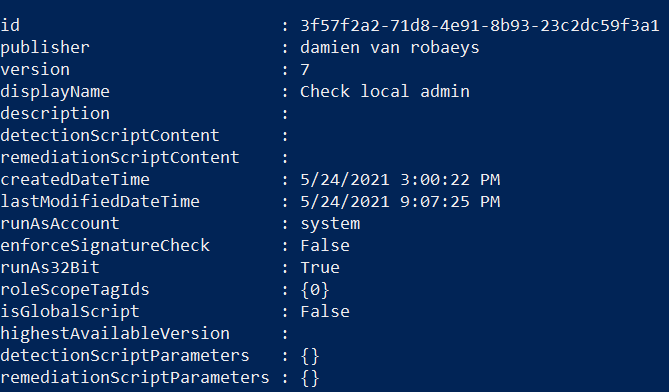 id                            : 3f57f2a2-71d8-4e91-8b93-23c2dc59f3a1
publisher                     : damien van robaeys
version                       : 7
displayName                   : Check local admin
description                   :
detectionScriptContent        :
remediationScriptContent      :
createdDateTime               : 5/24/2021 3:00:22 PM
lastModifiedDateTime          : 5/24/2021 9:07:25 PM
runAsAccount                  : system
enforceSignatureCheck         : False
runAs32Bit                    : True
roleScopeTagIds               : {0}
isGlobalScript                : False
highestAvailableVersion       :
detectionScriptParameters     : {}
remediationScriptParameters : {}